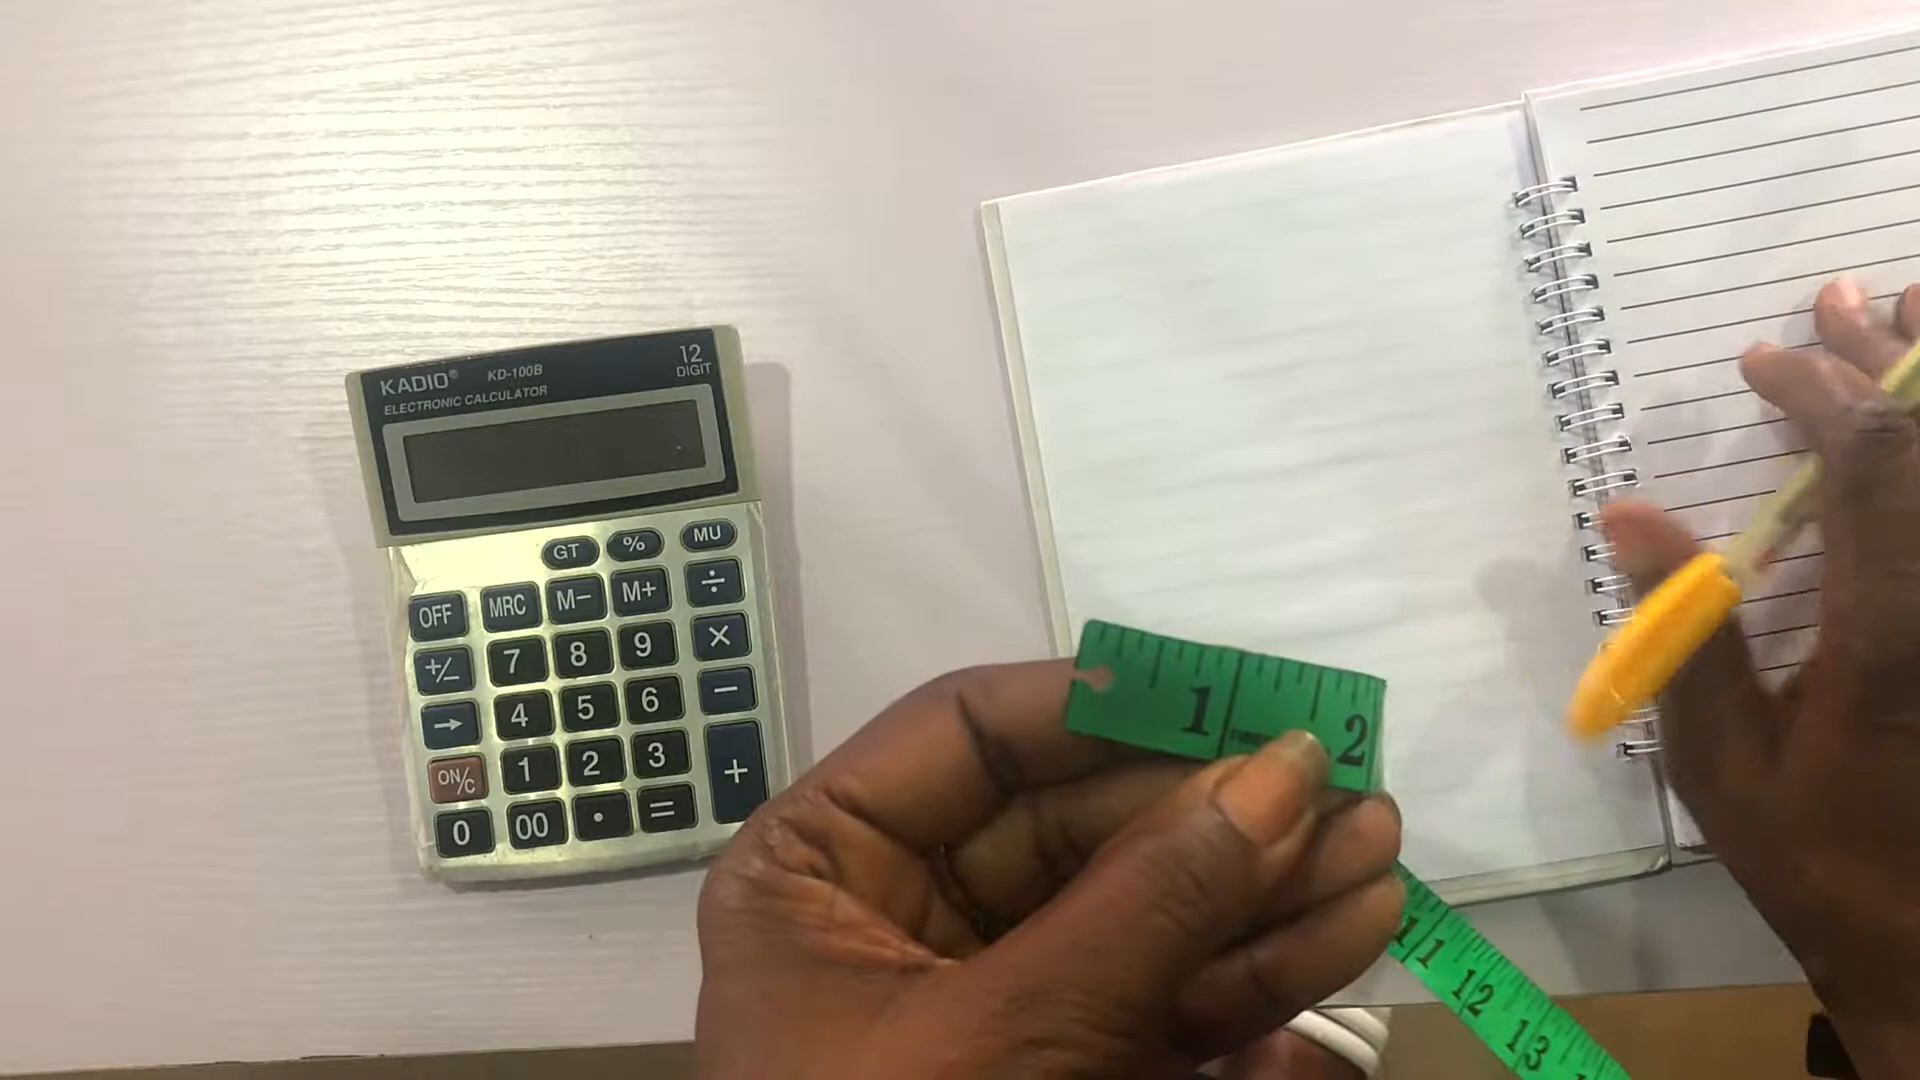 KADIO® KD-100B 12 DIGIT
ELECTRONIC CALCULATOR
GT % MU
OFF MRC M− M+ ÷
+/− 7 8 9 ×
→ 4 5 6 −
ON/C 1 2 3 +
0 00 • =
1 2
11 12 13